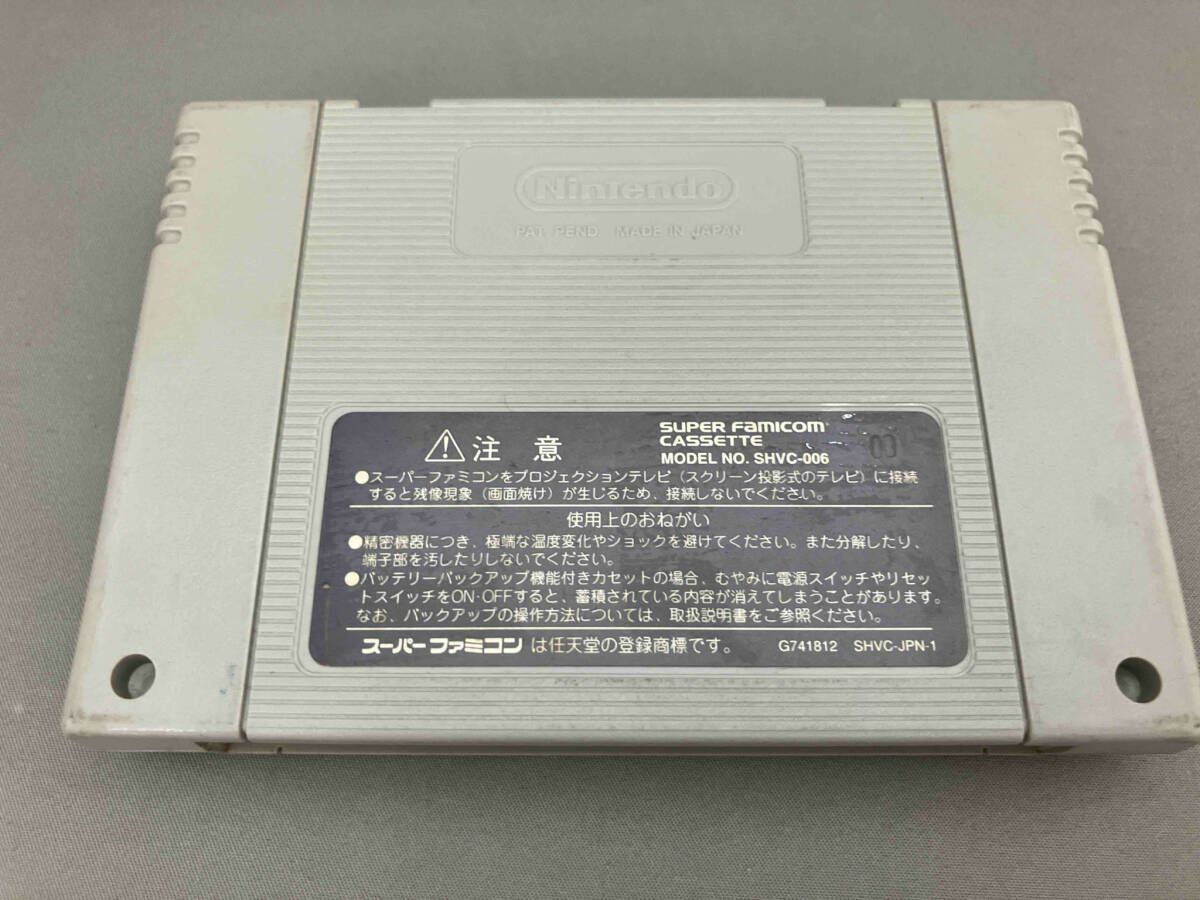 Nintendo
PAT. PEND. MADE IN JAPAN
⚠注意
SUPER FAMICOM
CASSETTE
MODEL NO. SHVC-006
03
●スーパーファミコンをプロジェクションテレビ(スクリーン投影式のテレビ)に接続
すると残像現象(画面焼け)が生じるため、接続しないでください。
使用上のおねがい
●精密機器につき、極端な温度変化やショックを避けてください。また分解したり、
端子部を汚したりしないでください。
●バッテリーバックアップ機能付きカセットの場合、むやみに電源スイッチやリセッ
トスイッチをON・OFFすると、蓄積されている内容が消えてしまうことがあります。
なお、バックアップの操作方法については、取扱説明書をご参照ください。
スーパーファミコンは任天堂の登録商標です。 G741812 SHVC-JPN-1